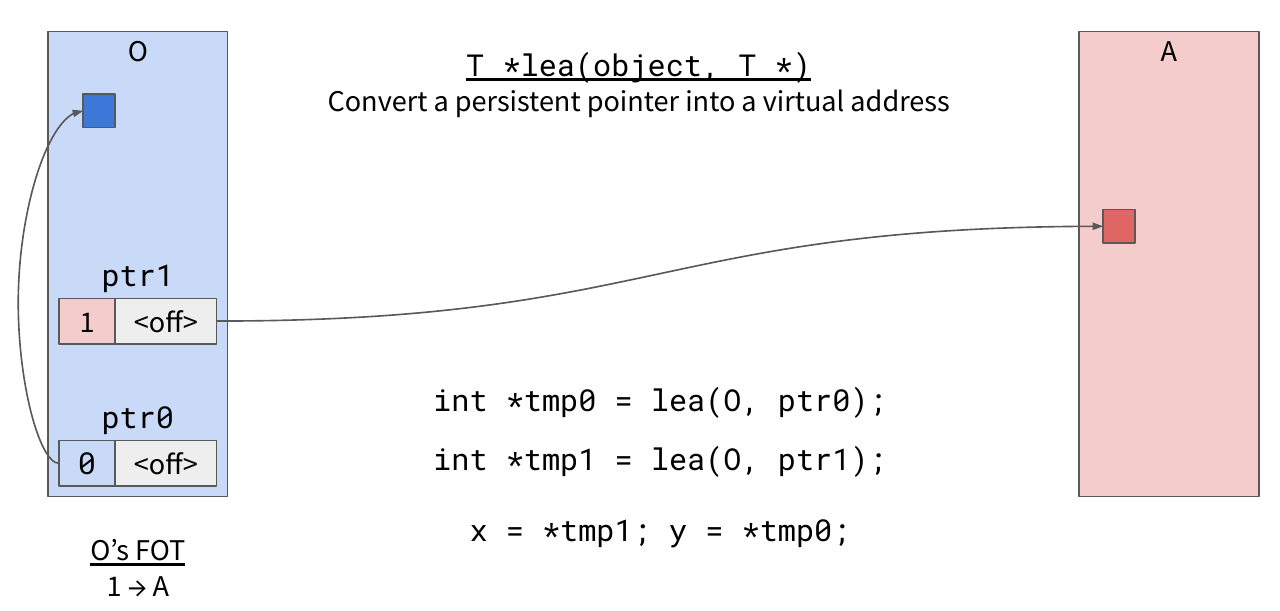 O
A
T *lea(object, T *)
Convert a persistent pointer into a virtual address
ptr1
1 <off>
ptr0
0 <off>
int *tmp0 = lea(O, ptr0);
int *tmp1 = lea(O, ptr1);
x = *tmp1; y = *tmp0;
O’s FOT
1 → A